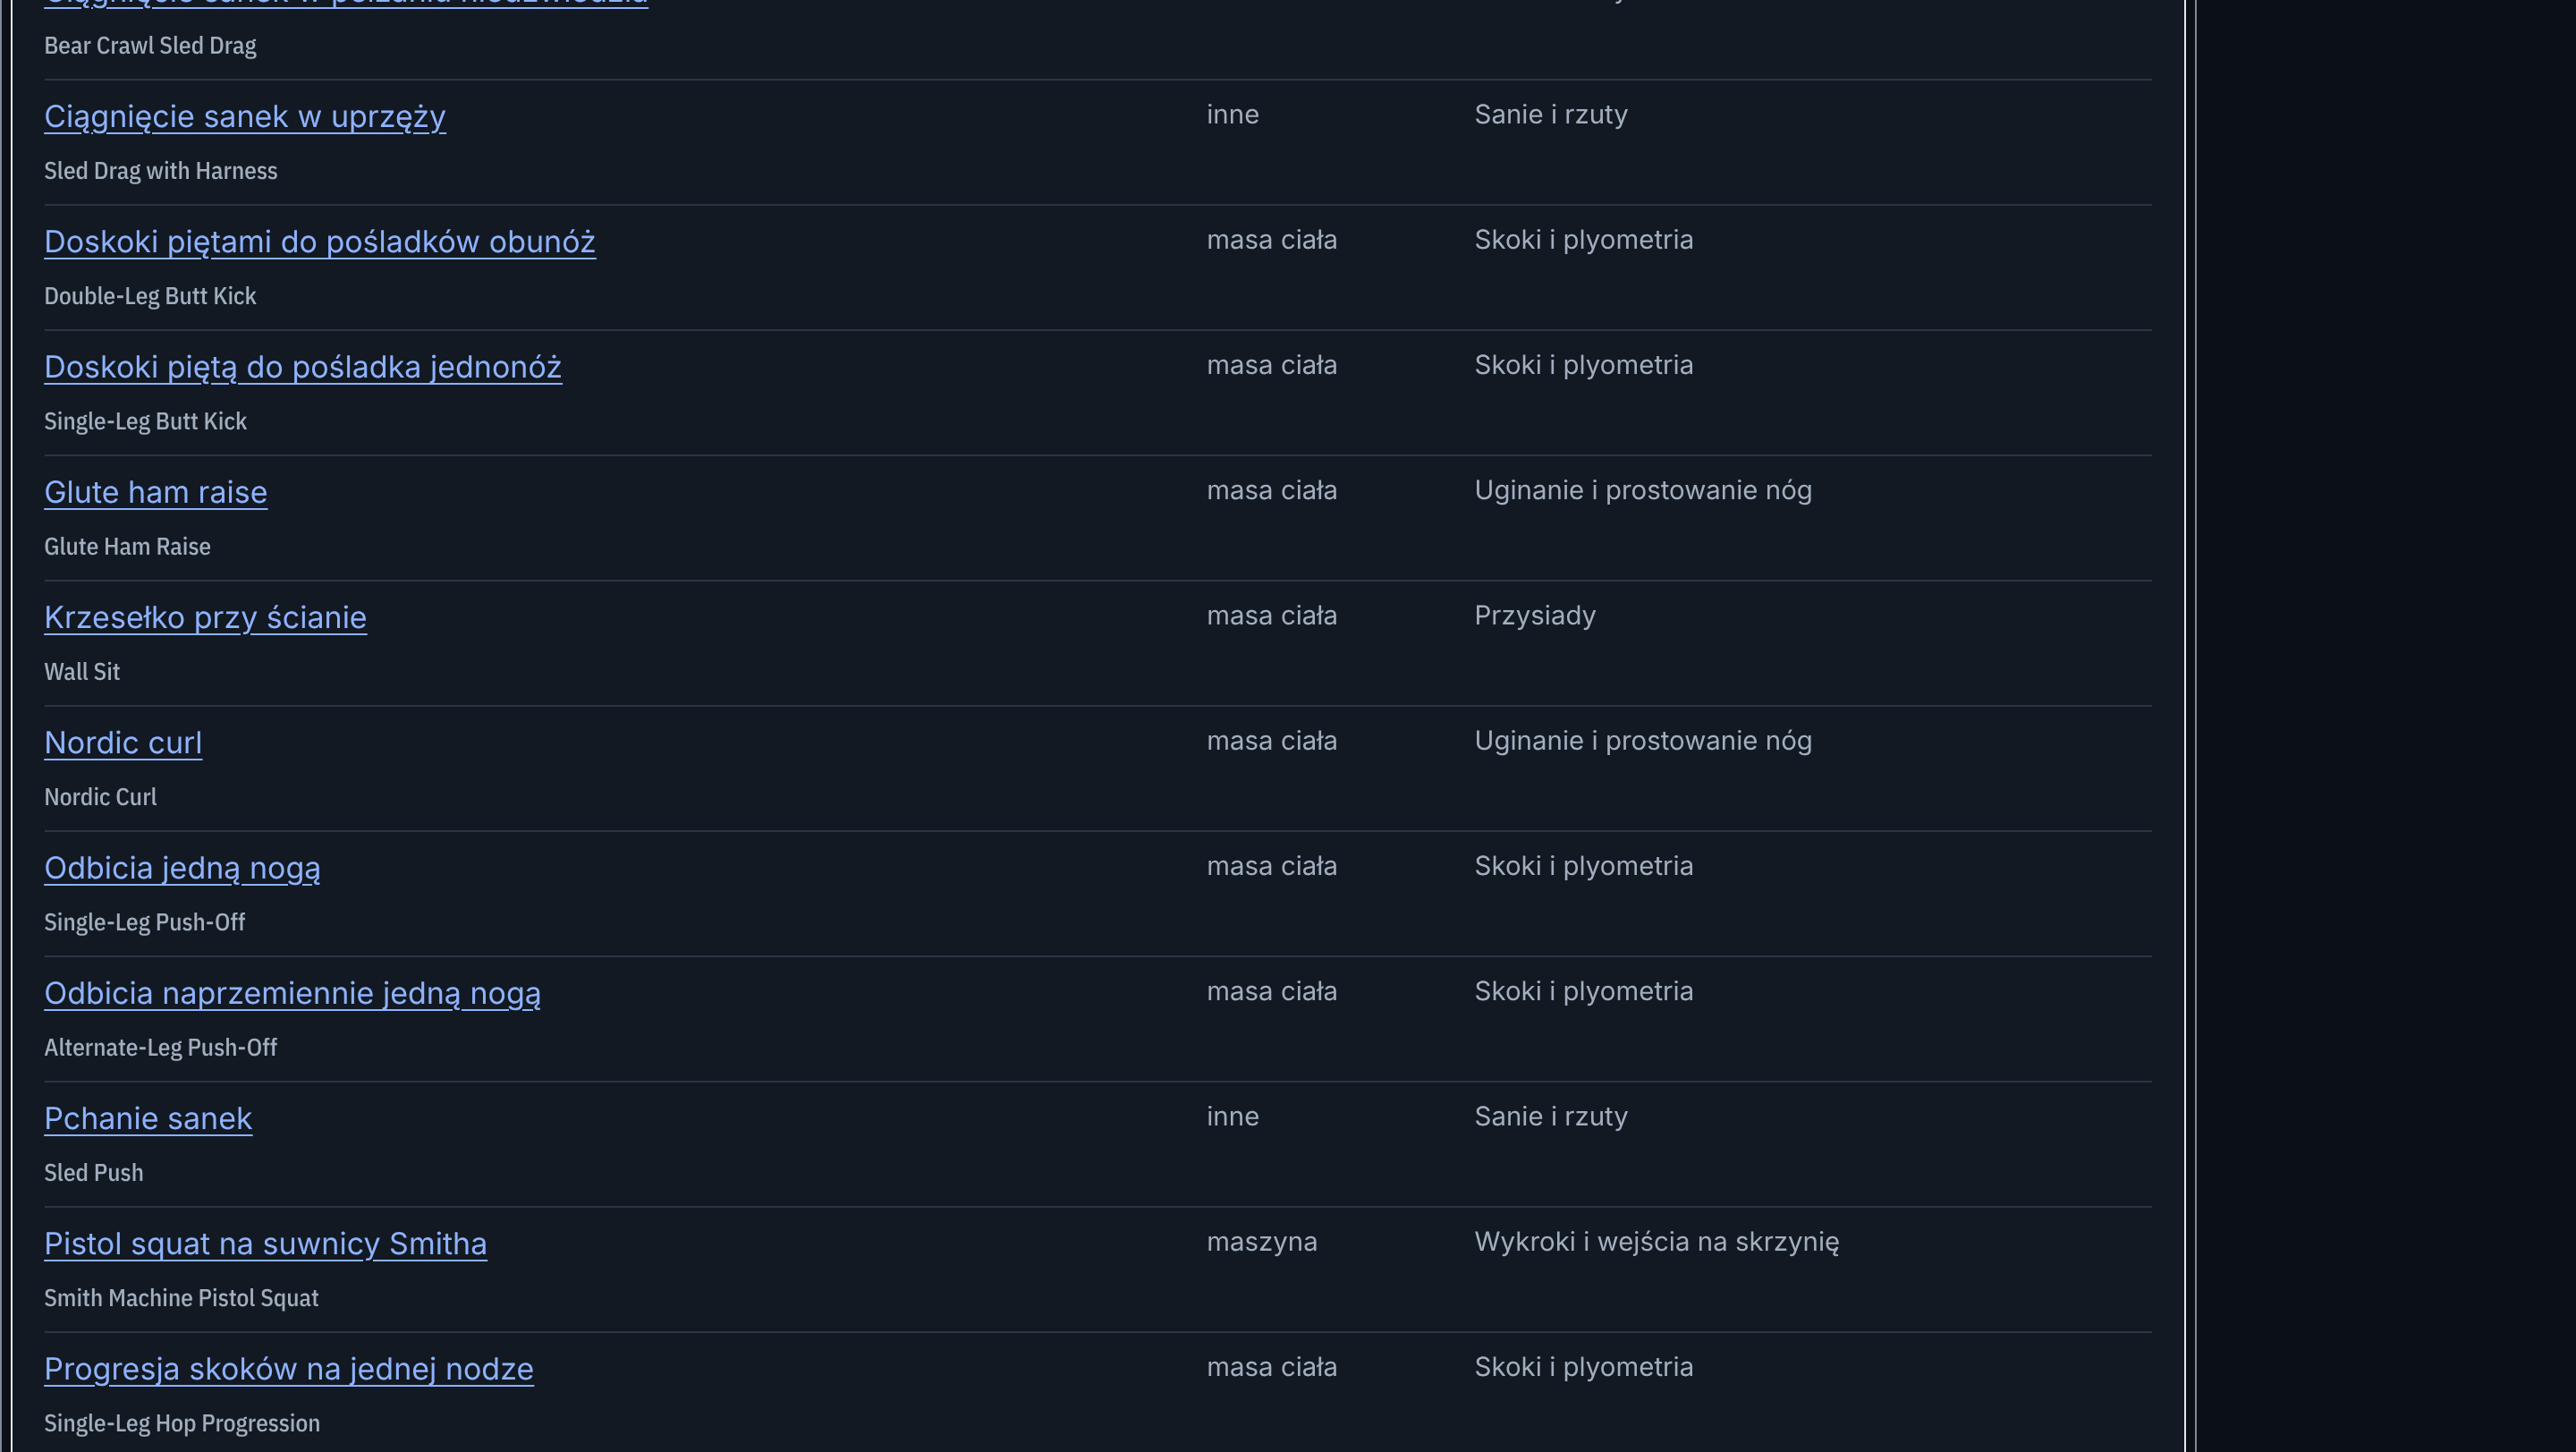 Bear Crawl Sled Drag
Ciągnięcie sanek w uprzęży inne Sanie i rzuty
Sled Drag with Harness
Doskoki piętami do pośladków obunóż masa ciała Skoki i plyometria
Double-Leg Butt Kick
Doskoki piętą do pośladka jednonóż masa ciała Skoki i plyometria
Single-Leg Butt Kick
Glute ham raise masa ciała Uginanie i prostowanie nóg
Glute Ham Raise
Krzesełko przy ścianie masa ciała Przysiady
Wall Sit
Nordic curl masa ciała Uginanie i prostowanie nóg
Nordic Curl
Odbicia jedną nogą masa ciała Skoki i plyometria
Single-Leg Push-Off
Odbicia naprzemiennie jedną nogą masa ciała Skoki i plyometria
Alternate-Leg Push-Off
Pchanie sanek inne Sanie i rzuty
Sled Push
Pistol squat na suwnicy Smitha maszyna Wykroki i wejścia na skrzynię
Smith Machine Pistol Squat
Progresja skoków na jednej nodze masa ciała Skoki i plyometria
Single-Leg Hop Progression